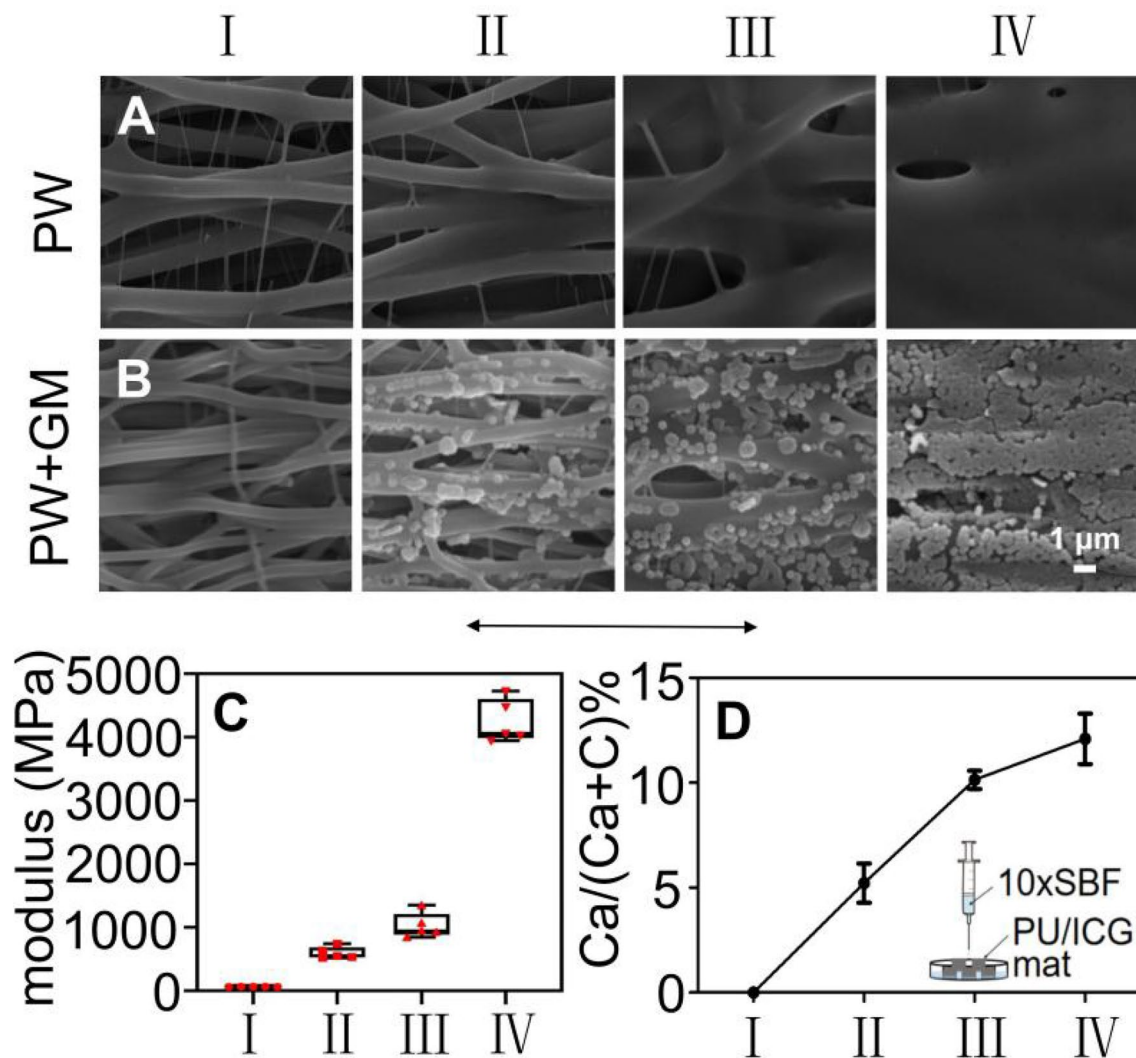 I II III IV
A
PW
B
PW+GM
1 μm
C
modulus (MPa)
5000
4000
3000
2000
1000
0
I II III IV
D
Ca/(Ca+C)%
15
10
5
0
10xSBF
PU/ICG
mat
I II III IV